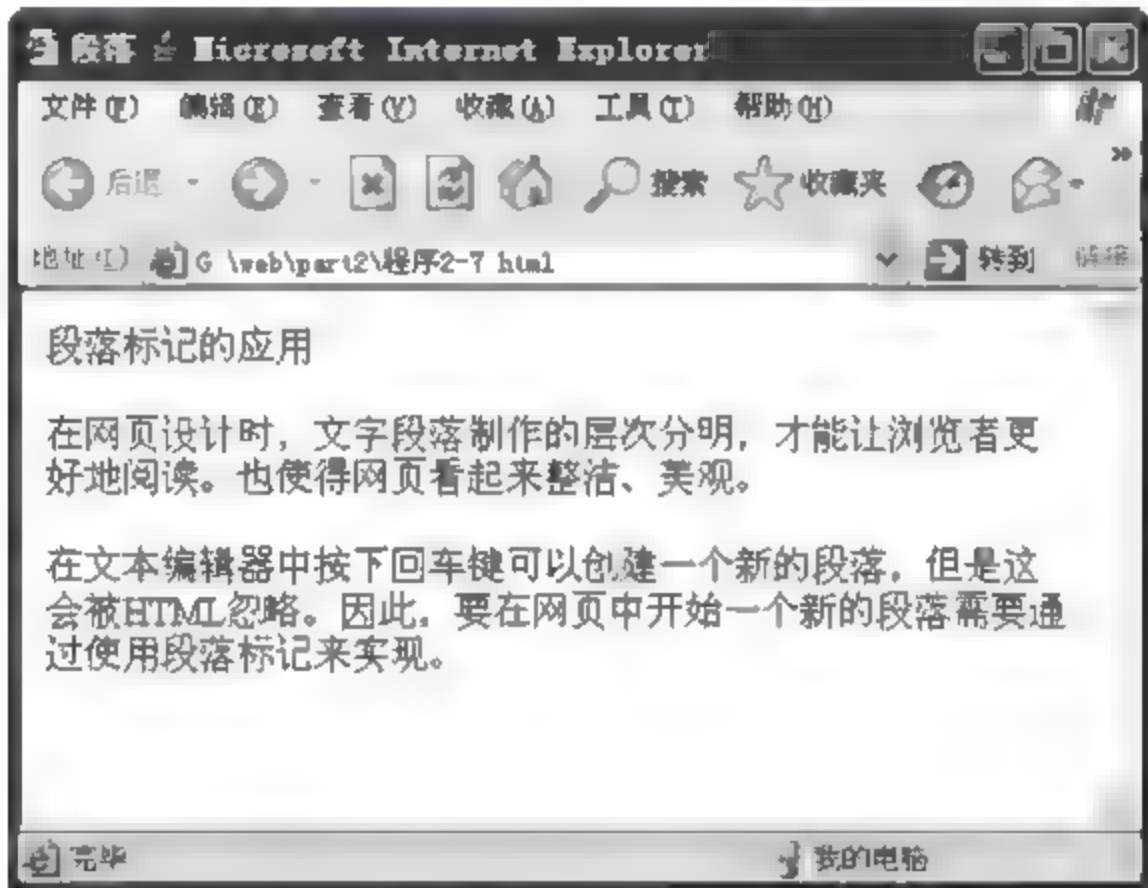 段落 - Microsoft Internet Explorer
文件(F) 编辑(E) 查看(V) 收藏(A) 工具(T) 帮助(H)
后退 搜索 收藏夹
地址(D) G \web\part2\程序2-7 html 转到 链接
段落标记的应用
在网页设计时，文字段落制作的层次分明，才能让浏览者更
好地阅读。也使得网页看起来整洁、美观。
在文本编辑器中按下回车键可以创建一个新的段落，但是这
会被HTML忽略。因此，要在网页中开始一个新的段落需要通
过使用段落标记来实现。
完毕 我的电脑